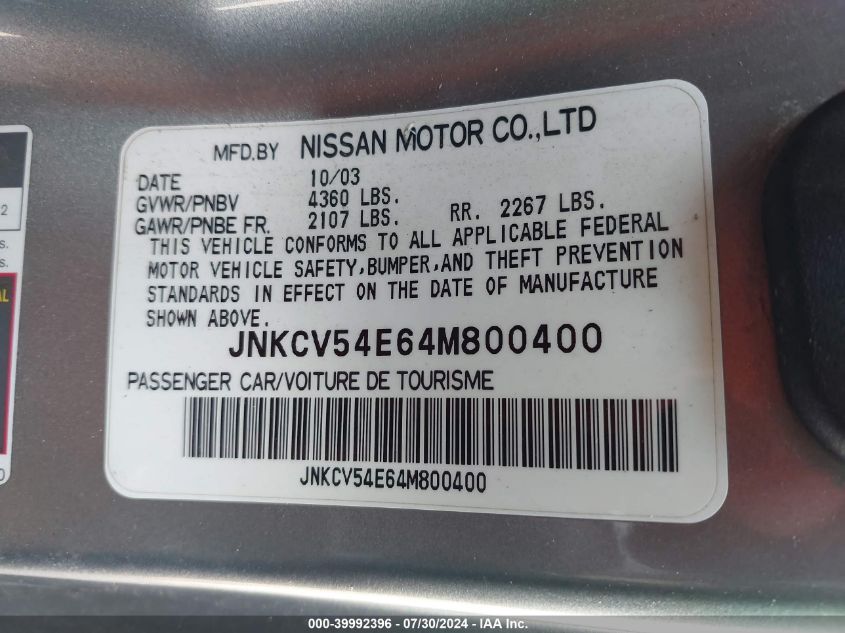 MFD.BY NISSAN MOTOR CO.,LTD
DATE 10/03
GVWR/PNBV 4360 LBS.
GAWR/PNBE FR. 2107 LBS. RR. 2267 LBS.
THIS VEHICLE CONFORMS TO ALL APPLICABLE FEDERAL
MOTOR VEHICLE SAFETY,BUMPER,AND THEFT PREVENTION
STANDARDS IN EFFECT ON THE DATE OF MANUFACTURE
SHOWN ABOVE.
JNKCV54E64M800400
PASSENGER CAR/VOITURE DE TOURISME
JNKCV54E64M800400
2
s.
s.
AL
0
000-39992396 - 07/30/2024 - IAA Inc.